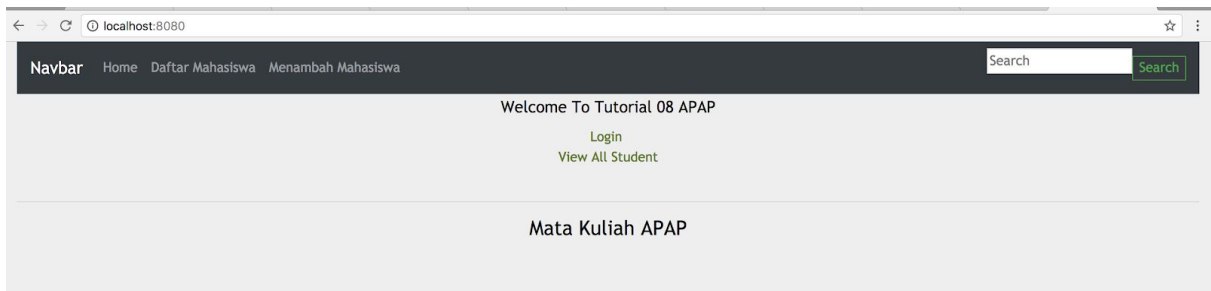 localhost:8080
Navbar Home Daftar Mahasiswa Menambah Mahasiswa Search Search
Welcome To Tutorial 08 APAP
Login
View All Student
Mata Kuliah APAP